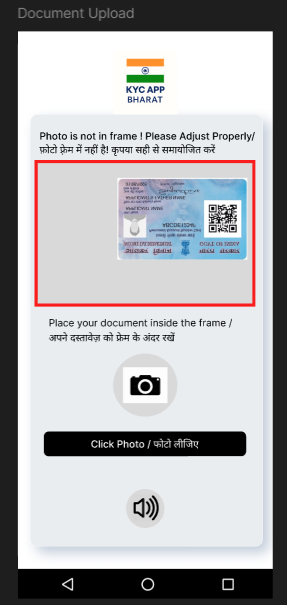 Document Upload
KYC APP
BHARAT
Photo is not in frame ! Please Adjust Properly/
फ़ोटो फ़्रेम में नहीं है! कृपया सही से समायोजित करें
Place your document inside the frame /
अपने दस्तावेज़ को फ्रेम के अंदर रखें
Click Photo / फोटो लीजिए